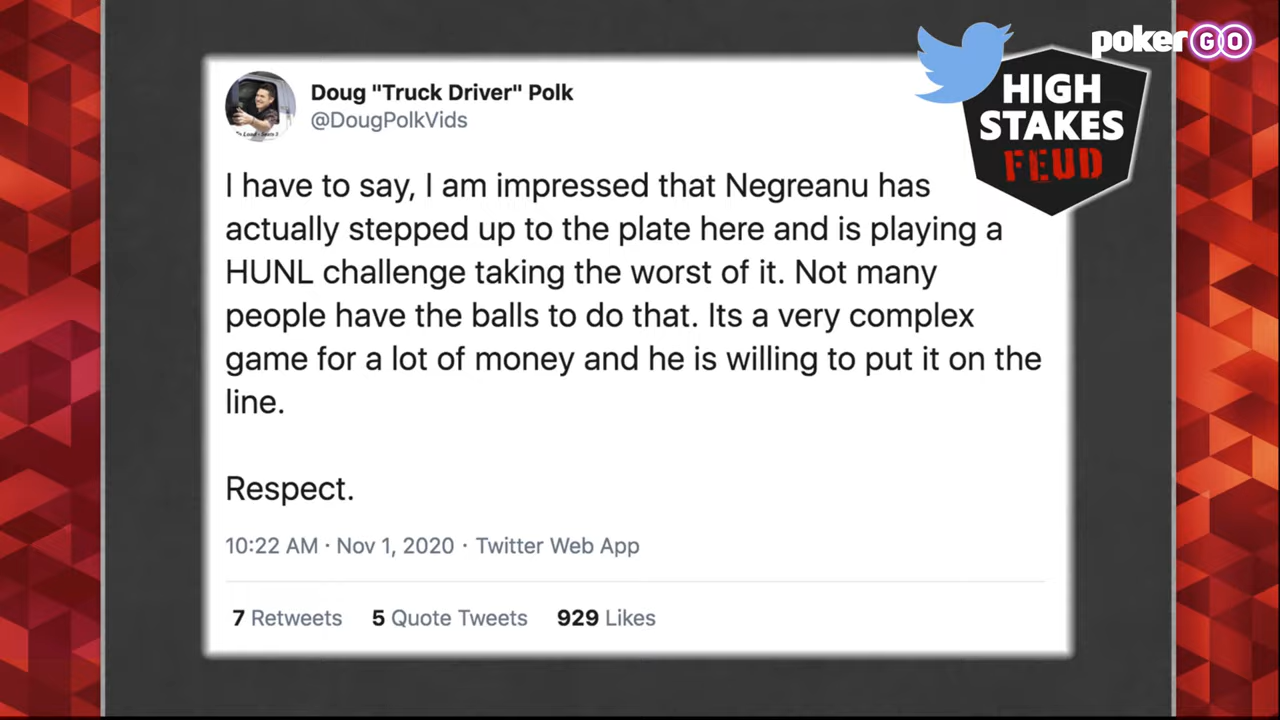 pokerGO
HIGH
STAKES
FEUD
Doug "Truck Driver" Polk
@DougPolkVids
I have to say, I am impressed that Negreanu has
actually stepped up to the plate here and is playing a
HUNL challenge taking the worst of it. Not many
people have the balls to do that. Its a very complex
game for a lot of money and he is willing to put it on the
line.
Respect.
10:22 AM · Nov 1, 2020 · Twitter Web App
7 Retweets 5 Quote Tweets 929 Likes